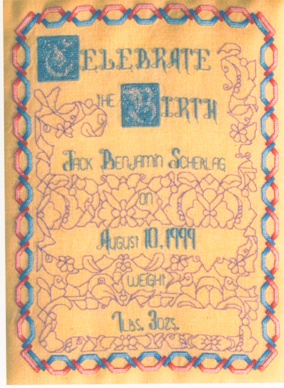 CELEBRATE
THE BIRTH
JACK BENJAMIN SCHERLAG
ON
AUGUST 10, 1999
WEIGHT
7LBS. 3OZS.